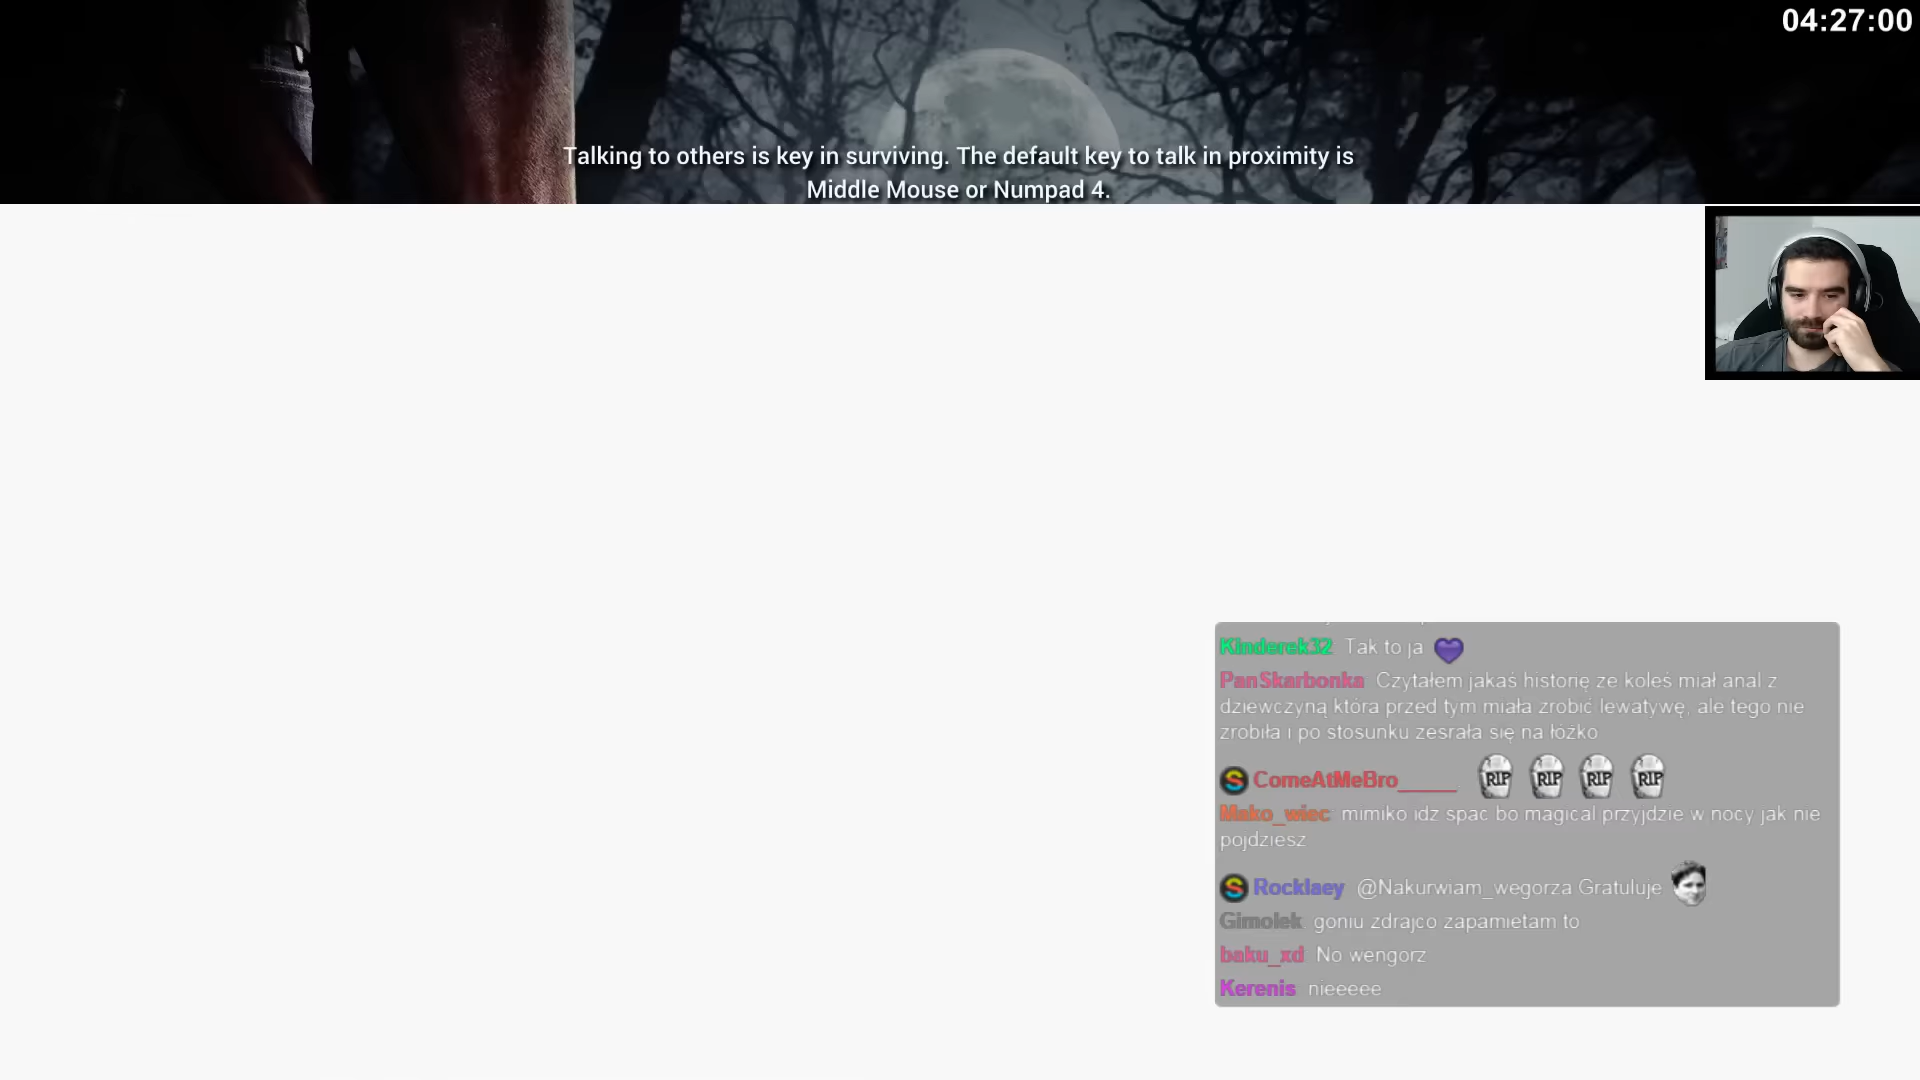 04:27:00
Talking to others is key in surviving. The default key to talk in proximity is
Middle Mouse or Numpad 4.
Kinderek32 Tak to ja
PanSkarbonka Czytałem jakaś historię ze koleś miał anal z
dziewczyną która przed tym miała zrobić lewatywę, ale tego nie
zrobiła i po stosunku zesrała się na łóżko
ComeAtMeBro_____ RIP RIP RIP RIP
Mako_wiec mimiko idz spac bo magical przyjdzie w nocy jak nie
pojdziesz
Rocklaey @Nakurwiam_wegorza Gratuluje
Gimolek goniu zdrajco zapamietam to
baku_xd No wengorz
Kerenis nieeeee